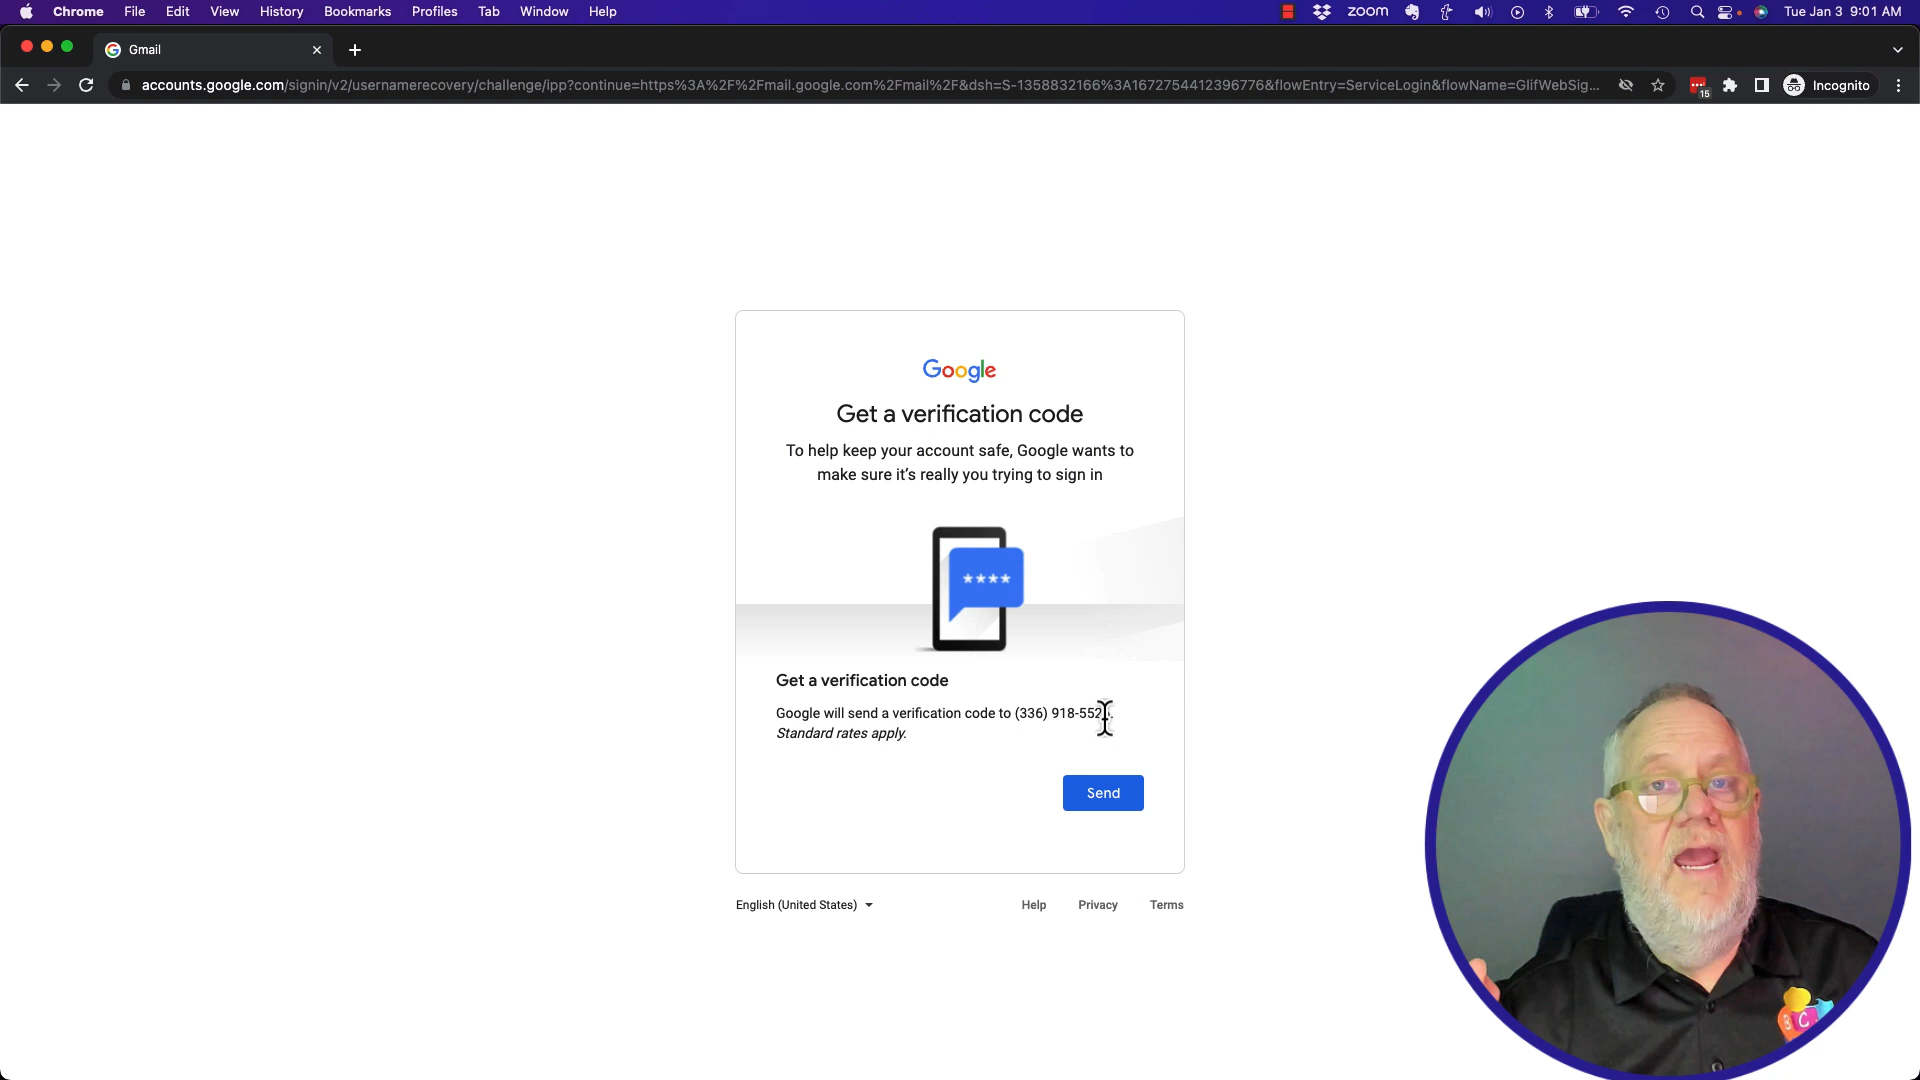 Chrome File Edit View History Bookmarks Profiles Tab Window Help zoom Tue Jan 3 9:01 AM
Gmail
accounts.google.com/signin/v2/usernamerecovery/challenge/ipp?continue=https%3A%2F%2Fmail.google.com%2Fmail%2F&dsh=S-1358832166%3A1672754412396776&flowEntry=ServiceLogin&flowName=GlifWebSig... 15 Incognito
Google
Get a verification code
To help keep your account safe, Google wants to
make sure it's really you trying to sign in
****
Get a verification code
Google will send a verification code to (336)
Standard rates apply.
Send
English (United States) Help Privacy Terms
B C